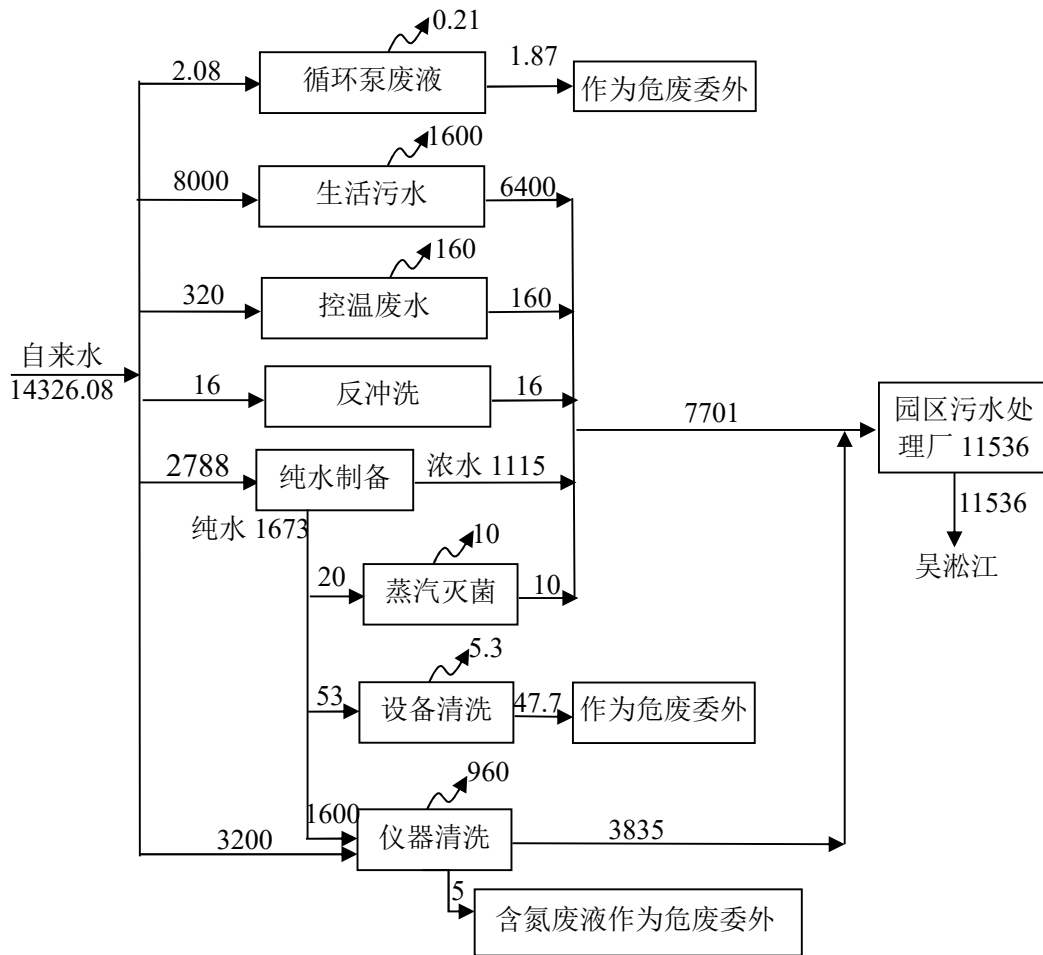 0.21
2.08
循环泵废液
1.87
作为危废委外
1600
8000
生活污水
6400
160
320
控温废水
160
自来水
14326.08
16
反冲洗
16
7701
园区污水处
理厂 11536
2788
纯水制备
浓水 1115
11536
纯水 1673
10
吴淞江
20
蒸汽灭菌
10
5.3
53
设备清洗
47.7
作为危废委外
960
1600
3200
仪器清洗
3835
5
含氮废液作为危废委外